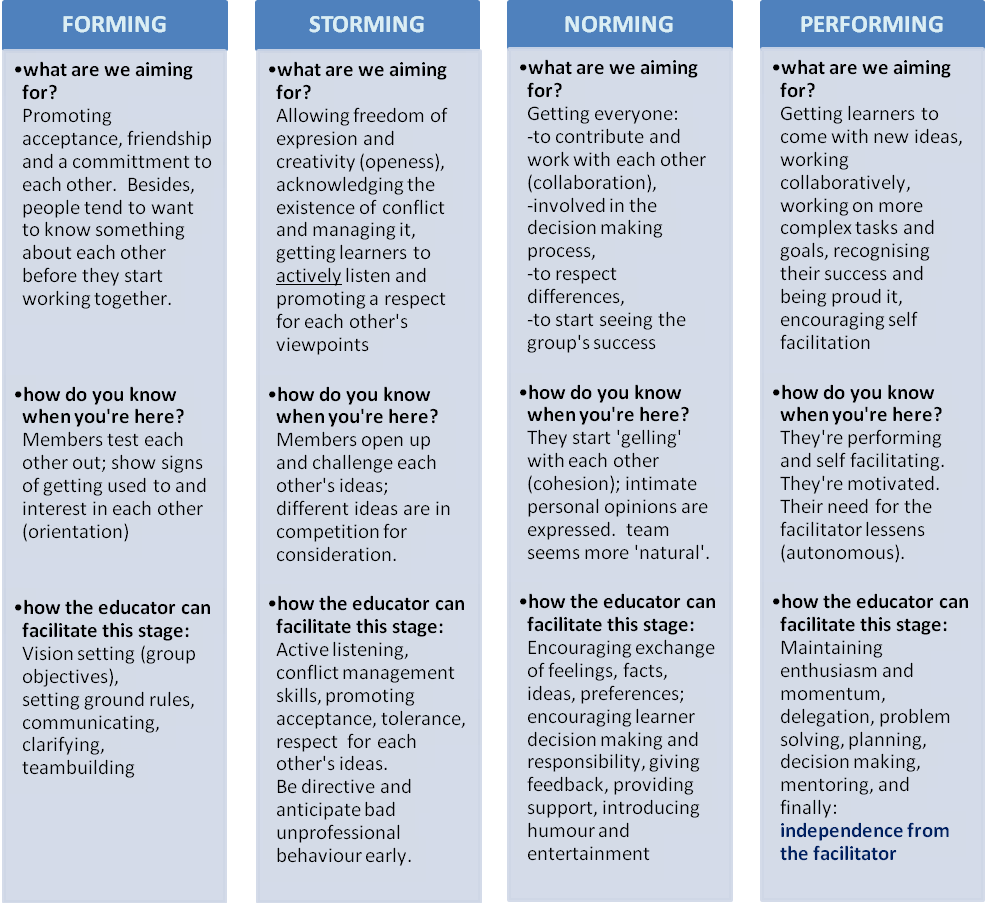 FORMING
•what are we aiming
for?
Promoting
acceptance, friendship
and a committment to
each other.  Besides,
people tend to want
to know something
about each other
before they start
working together.
•how do you know
when you're here?
Members test each
other out; show signs
of getting used to and
interest in each other
(orientation)
•how the educator can
facilitate this stage:
Vision setting (group
objectives),
setting ground rules,
communicating,
clarifying,
teambuilding
STORMING
•what are we aiming
for?
Allowing freedom of
expresion and
creativity (openess),
acknowledging the
existence of conflict
and managing it,
getting learners to
actively listen and
promoting a respect
for each other's
viewpoints
•how do you know
when you're here?
Members open up
and challenge each
other's ideas;
different ideas are in
competition for
consideration.
•how the educator can
facilitate this stage:
Active listening,
conflict management
skills, promoting
acceptance, tolerance,
respect  for each
other's ideas.
Be directive and
anticipate bad
unprofessional
behaviour early.
NORMING
•what are we aiming
for?
Getting everyone:
-to contribute and
work with each other
(collaboration),
-involved in the
decision making
process,
-to respect
differences,
-to start seeing the
group's success
•how do you know
when you're here?
They start 'gelling'
with each other
(cohesion); intimate
personal opinions are
expressed.  team
seems more 'natural'.
•how the educator can
facilitate this stage:
Encouraging exchange
of feelings, facts,
ideas, preferences;
encouraging learner
decision making and
responsibility, giving
feedback, providing
support, introducing
humour and
entertainment
PERFORMING
•what are we aiming
for?
Getting learners to
come with new ideas,
working
collaboratively,
working on more
complex tasks and
goals, recognising
their success and
being proud it,
encouraging self
facilitation
•how do you know
when you're here?
They're performing
and self facilitating.
They're motivated.
Their need for the
facilitator lessens
(autonomous).
•how the educator can
facilitate this stage:
Maintaining
enthusiasm and
momentum,
delegation, problem
solving, planning,
decision making,
mentoring, and
finally:
independence from
the facilitator